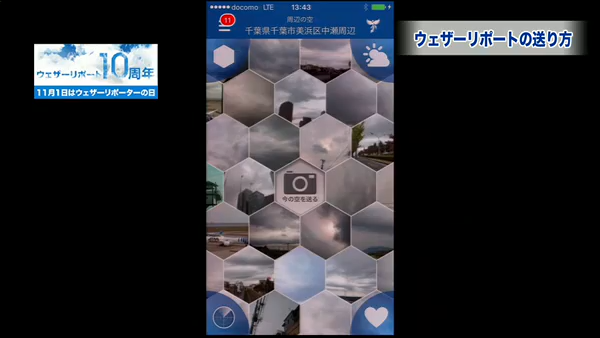 docomo LTE 13:43
11
周辺の空
千葉県千葉市美浜区中瀬周辺
ウェザーリポートの送り方
ウェザーリポート10周年
11月1日はウェザーリポーターの日
今の空を送る